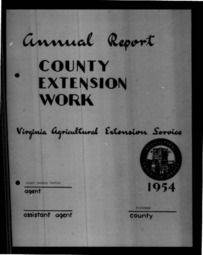 Annual Report
COUNTY
EXTENSION
WORK
Virginia Agricultural Extension Service
1954
agent
assistant agent
county